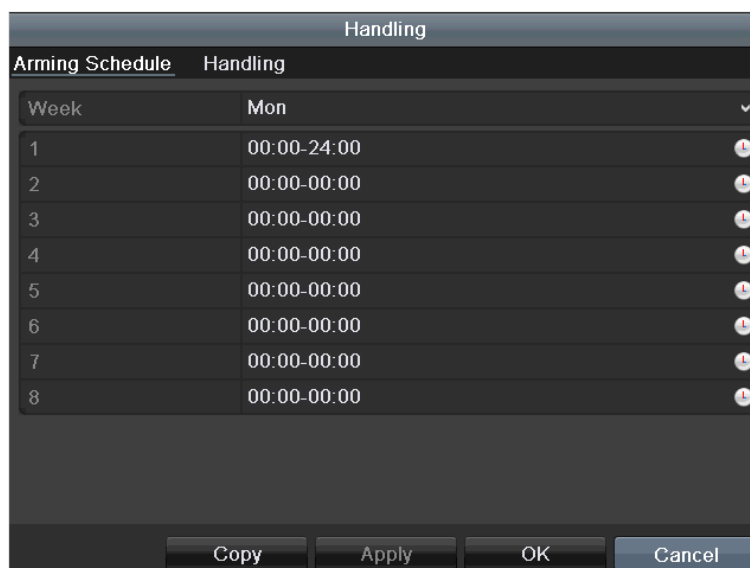 Handling
Arming Schedule Handling
Week Mon
1 00:00-24:00
2 00:00-00:00
3 00:00-00:00
4 00:00-00:00
5 00:00-00:00
6 00:00-00:00
7 00:00-00:00
8 00:00-00:00
Copy Apply OK Cancel